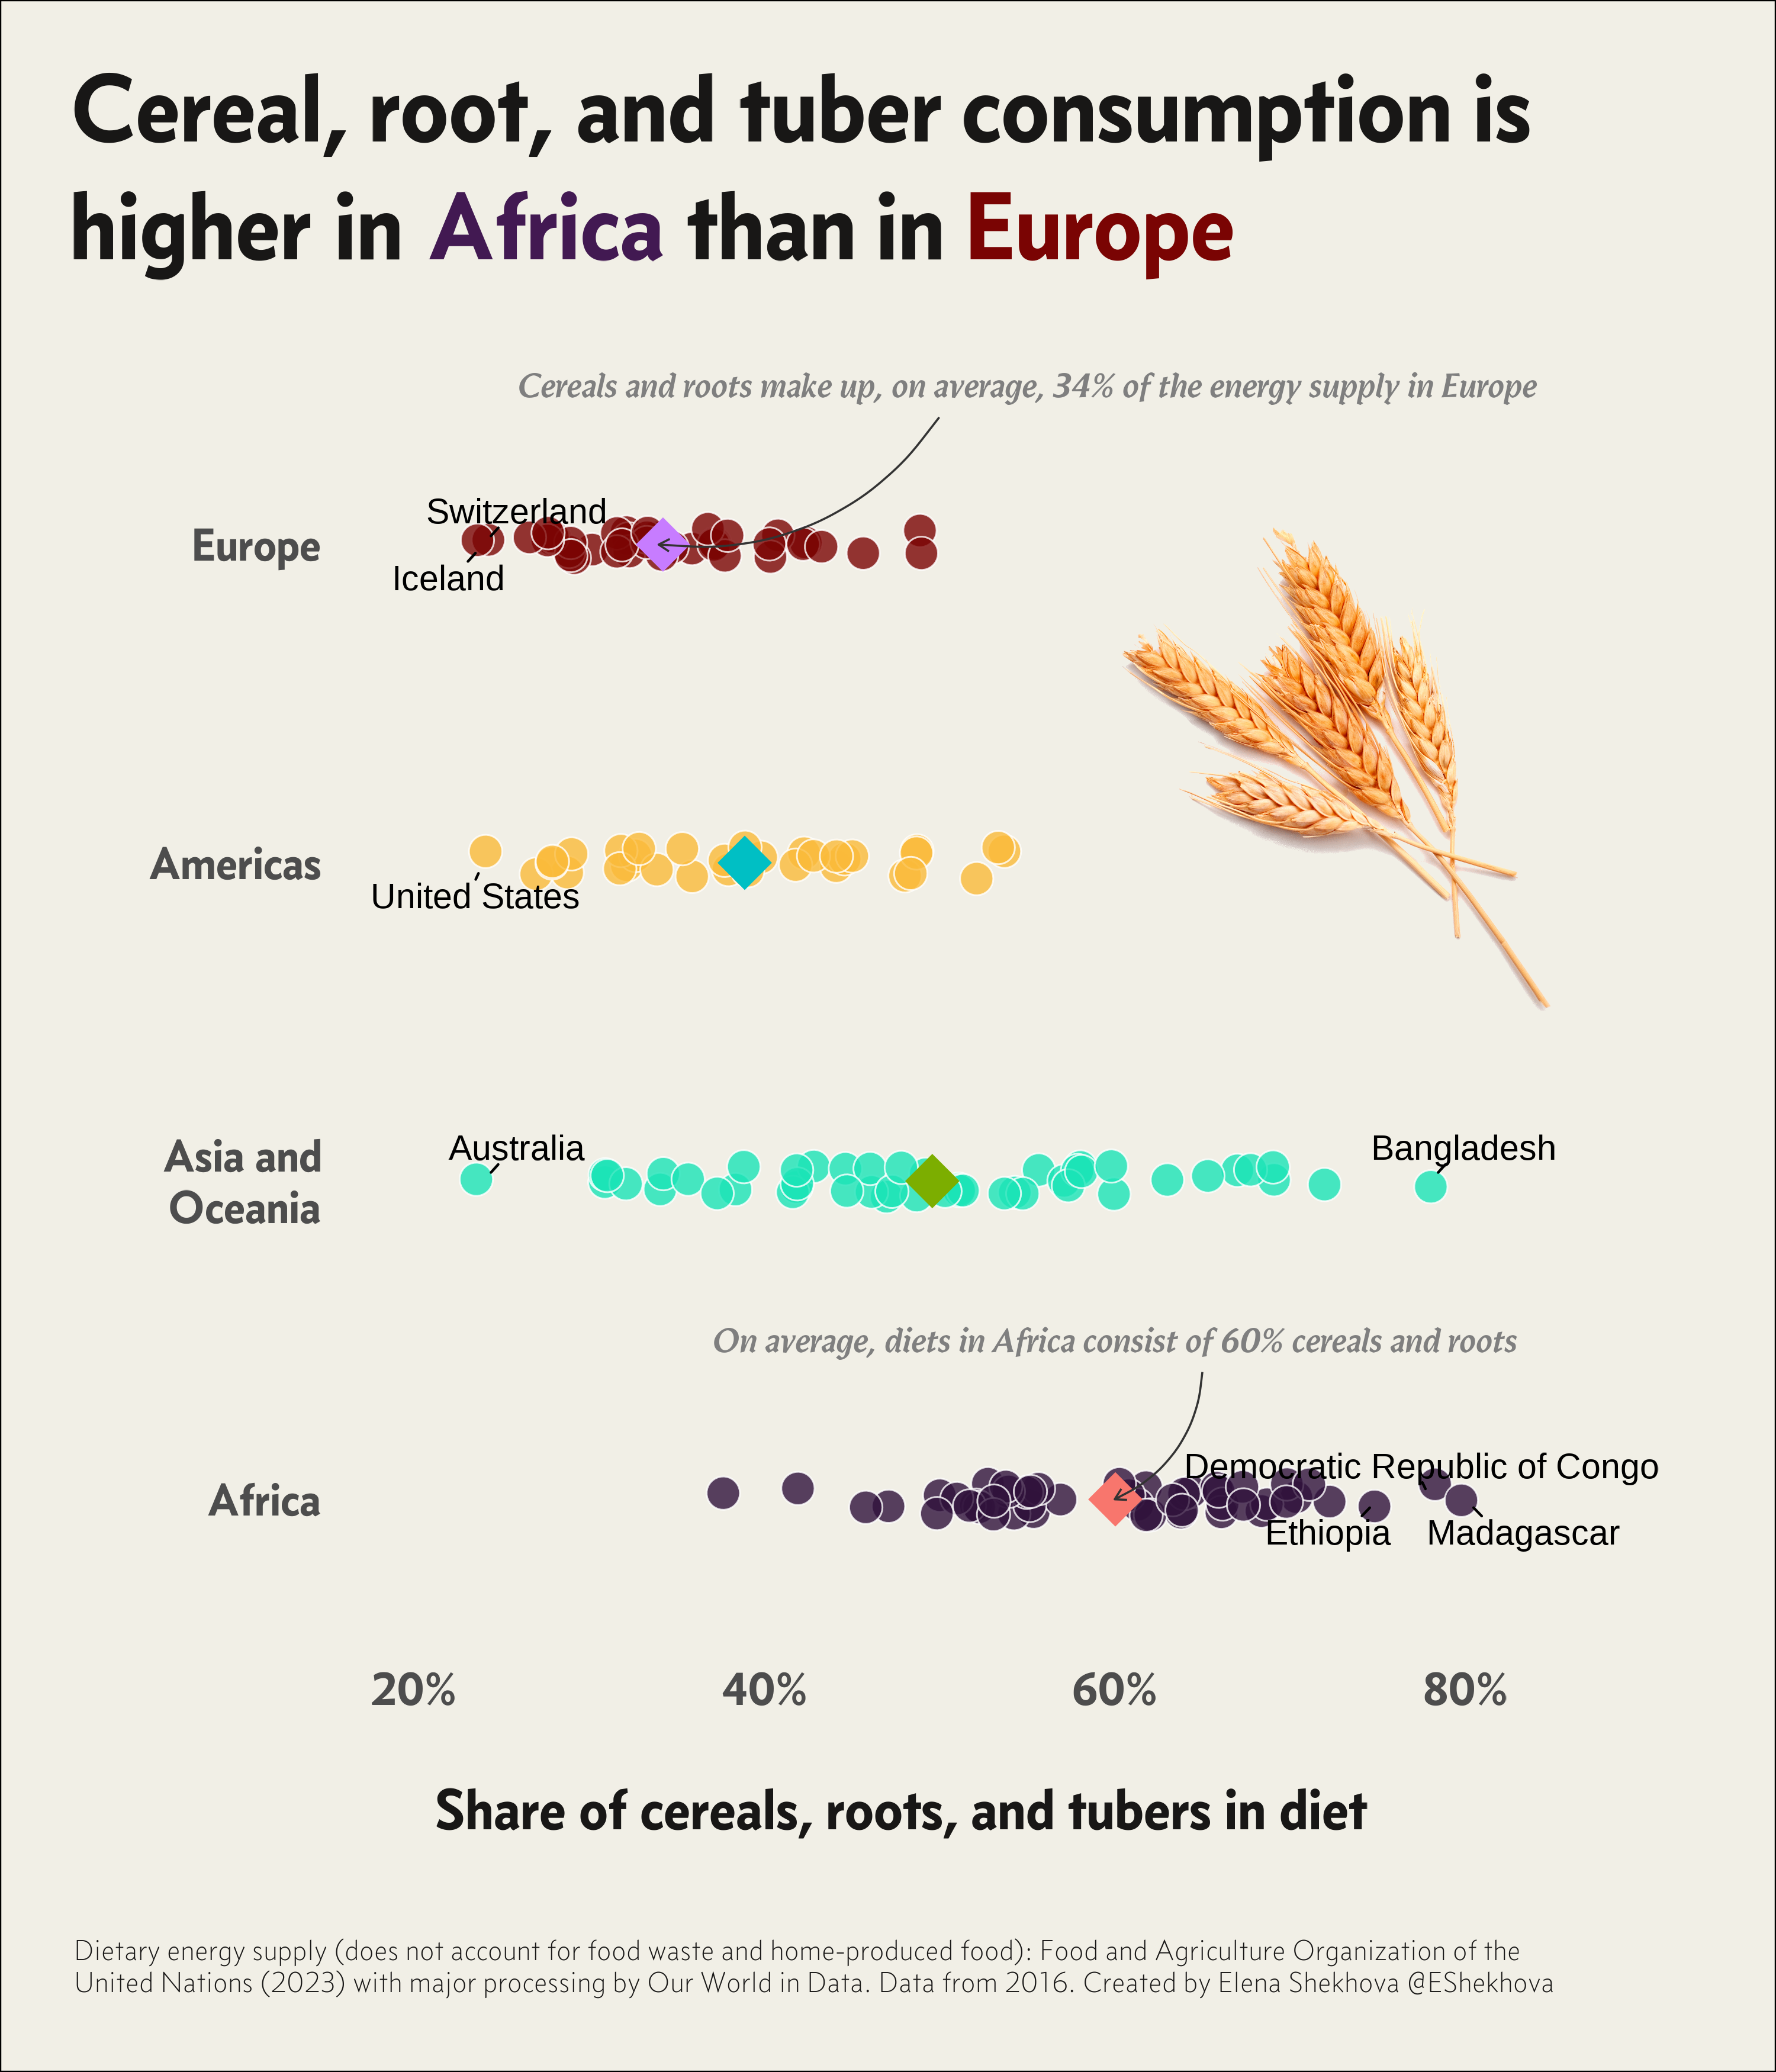 Cereal, root, and tuber consumption is
higher in Africa than in Europe
Cereals and roots make up, on average, 34% of the energy supply in Europe
Switzerland
Europe
Iceland
Americas
United States
Australia
Bangladesh
Asia and
Oceania
On average, diets in Africa consist of 60% cereals and roots
Democratic Republic of Congo
Africa
Ethiopia
Madagascar
20% 40% 60% 80%
Share of cereals, roots, and tubers in diet
Dietary energy supply (does not account for food waste and home-produced food): Food and Agriculture Organization of the
United Nations (2023) with major processing by Our World in Data. Data from 2016. Created by Elena Shekhova @EShekhova